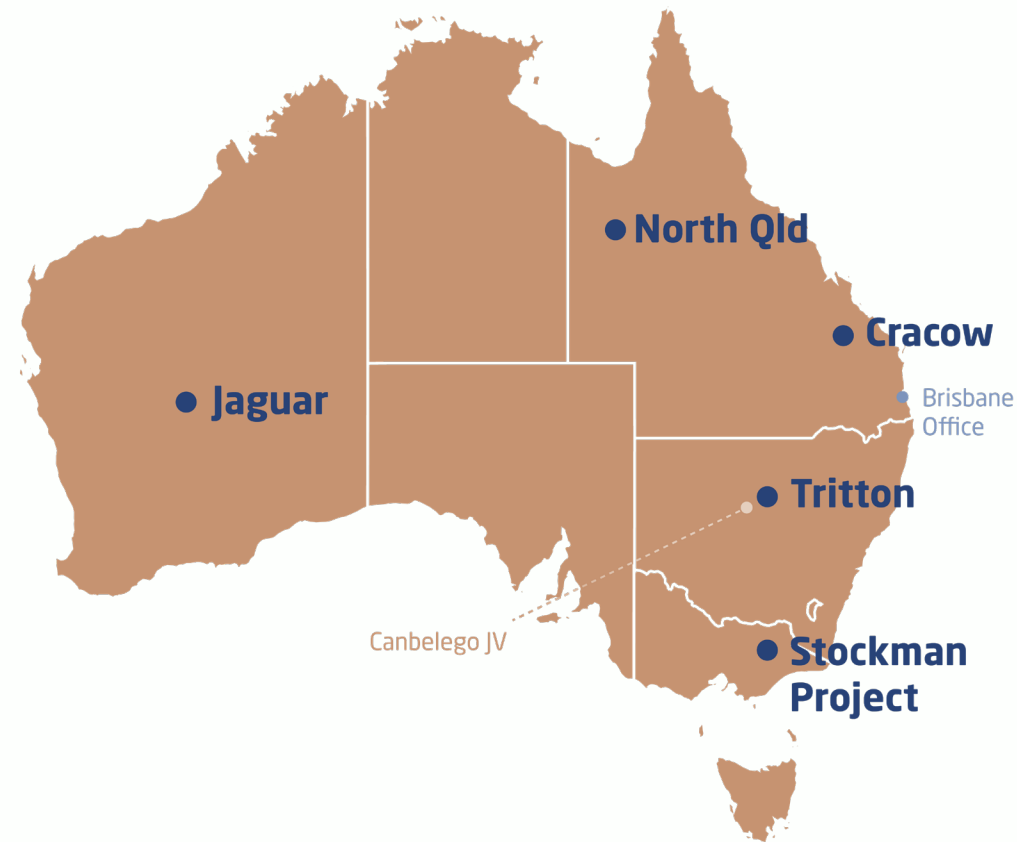 North Qld
Cracow
Jaguar
Brisbane
Office
Tritton
Canbelego JV
Stockman
Project